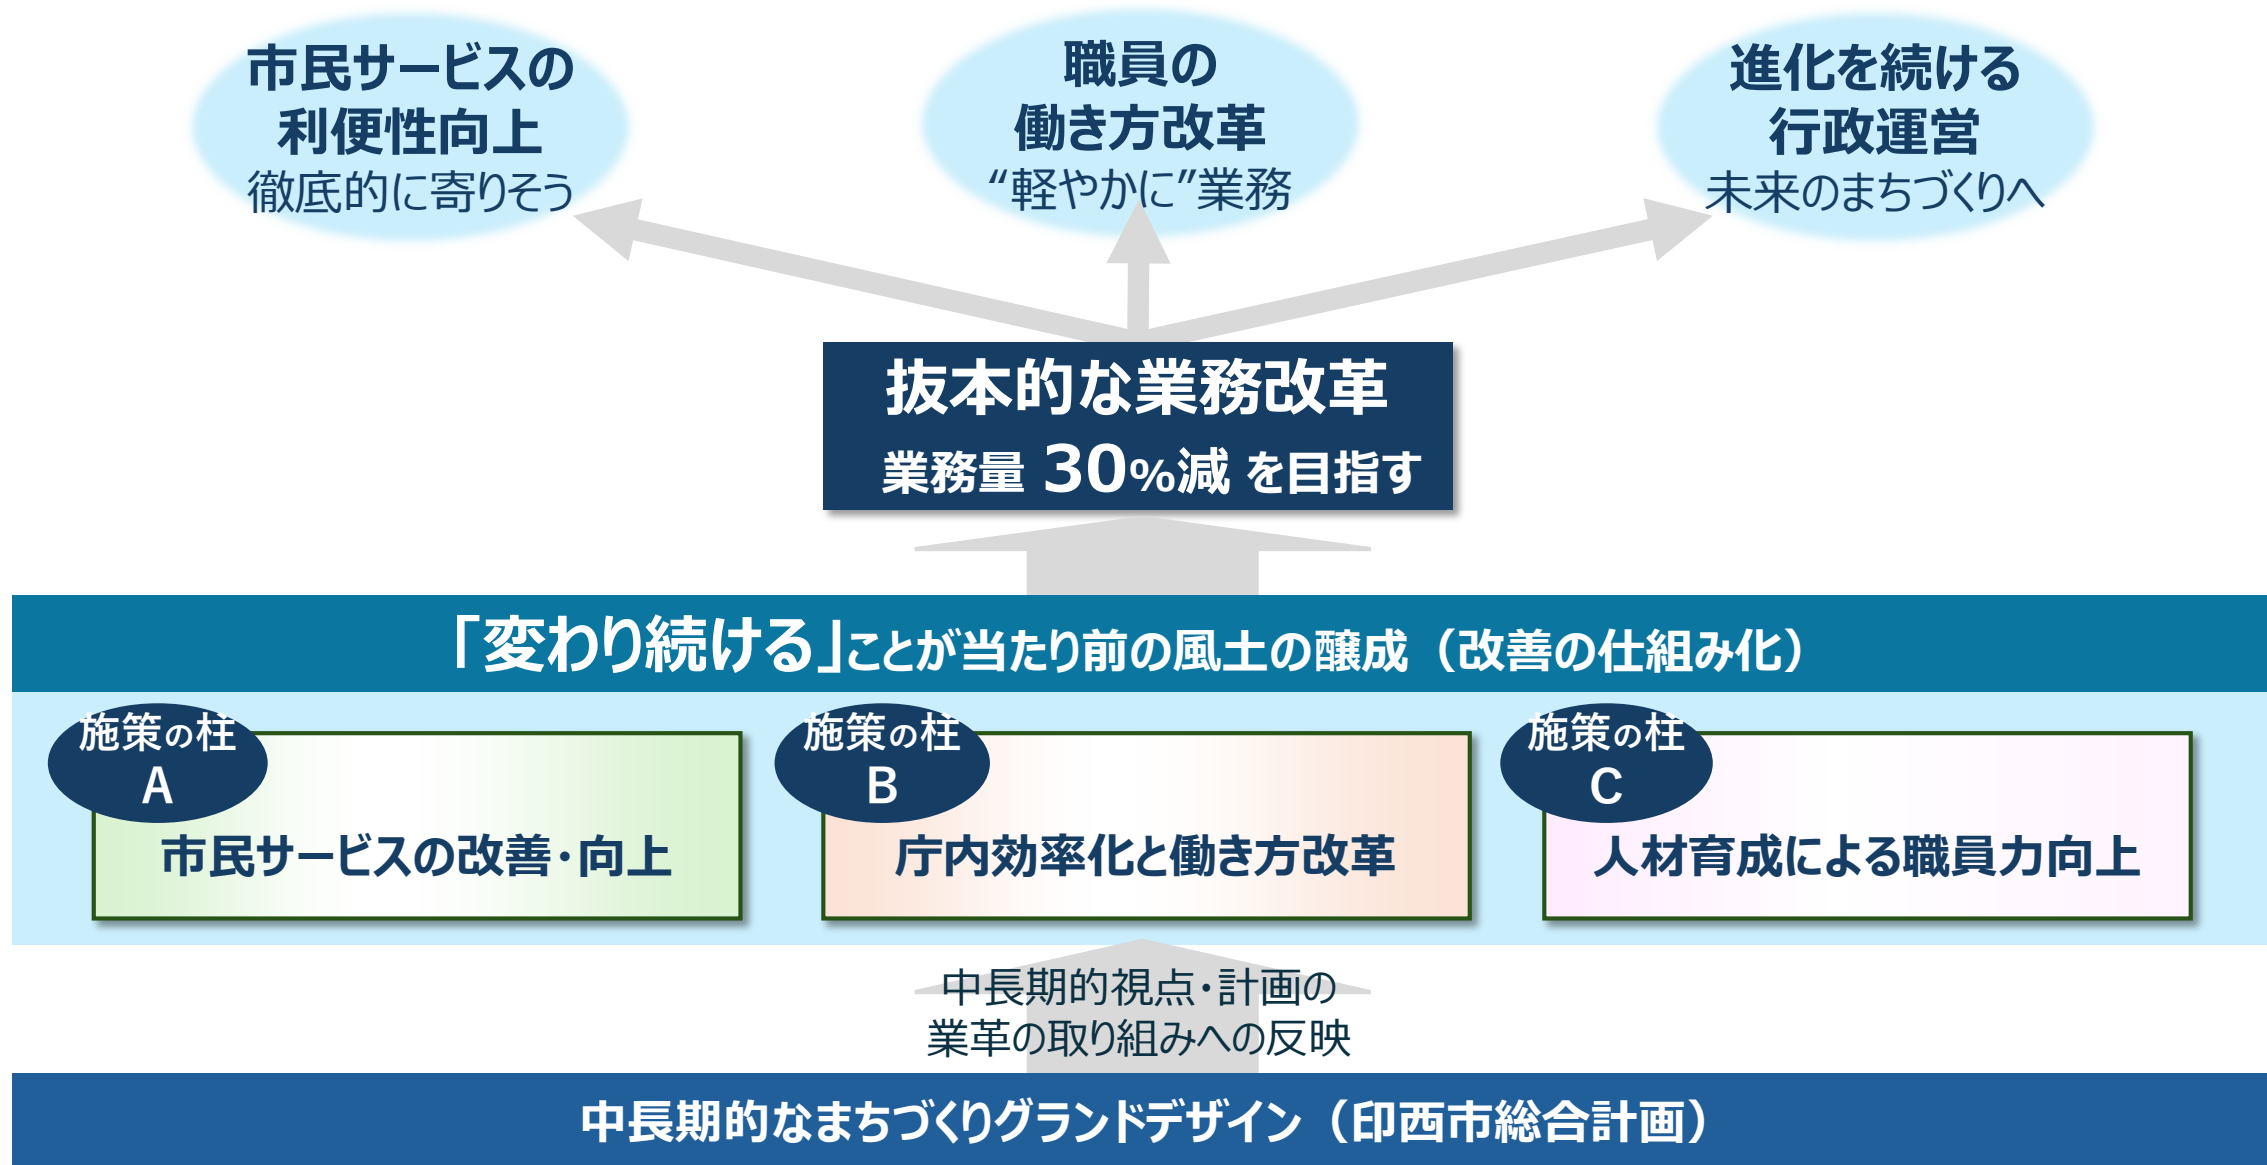 市民サービスの
利便性向上
徹底的に寄りそう
職員の
働き方改革
“軽やかに”業務
進化を続ける
行政運営
未来のまちづくりへ
抜本的な業務改革
業務量 30%減 を目指す
「変わり続ける」ことが当たり前の風土の醸成（改善の仕組み化）
施策の柱
A
市民サービスの改善・向上
施策の柱
B
庁内効率化と働き方改革
施策の柱
C
人材育成による職員力向上
中長期的視点・計画の
業革の取り組みへの反映
中長期的なまちづくりグランドデザイン（印西市総合計画）